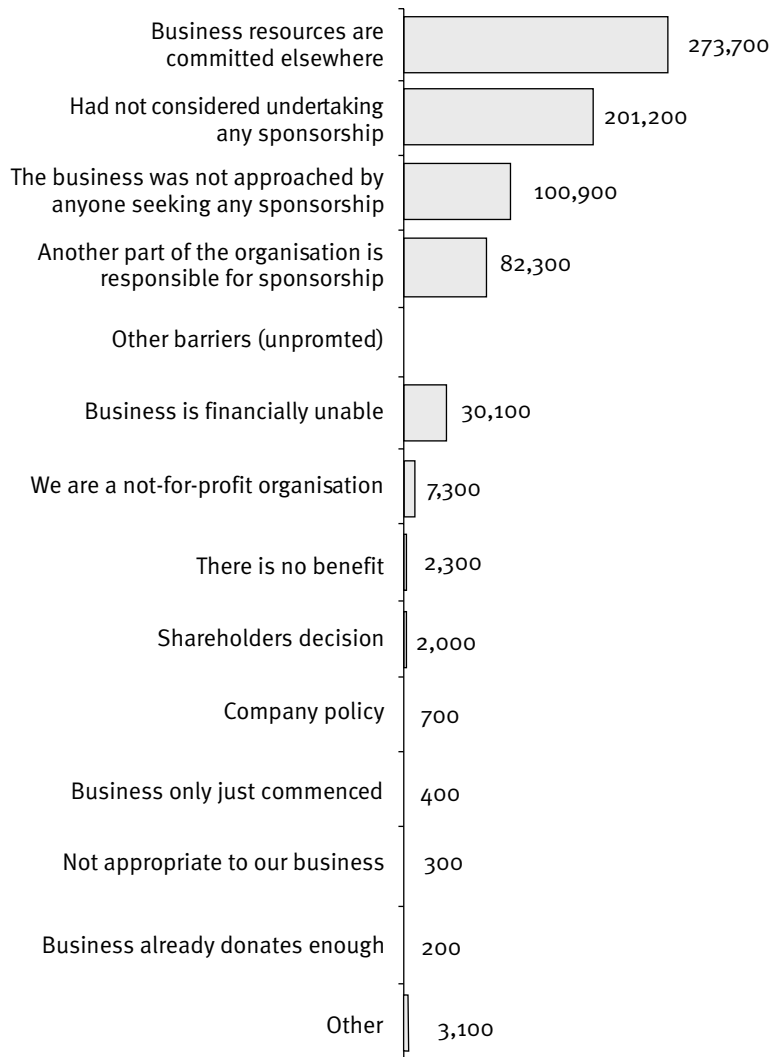 Business resources are
committed elsewhere
273,700
Had not considered undertaking
any sponsorship
201,200
The business was not approached by
anyone seeking any sponsorship
100,900
Another part of the organisation is
responsible for sponsorship
82,300
Other barriers (unpromted)
Business is financially unable
30,100
We are a not-for-profit organisation
7,300
There is no benefit
2,300
Shareholders decision
2,000
Company policy
700
Business only just commenced
400
Not appropriate to our business
300
Business already donates enough
200
Other
3,100